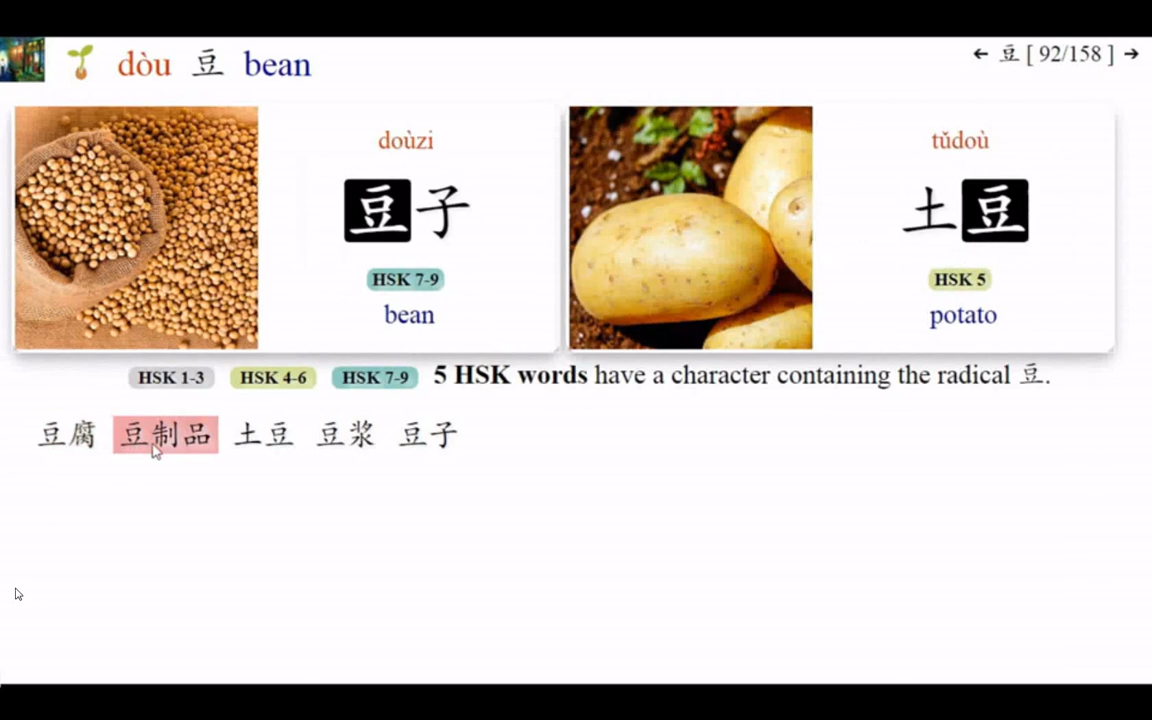 dòu 豆 bean
← 豆 [ 92/158 ] →
doùzi
豆子
HSK 7-9
bean
tǔdoù
土豆
HSK 5
potato
HSK 1-3 HSK 4-6 HSK 7-9 5 HSK words have a character containing the radical 豆.
豆腐 豆制品 土豆 豆浆 豆子